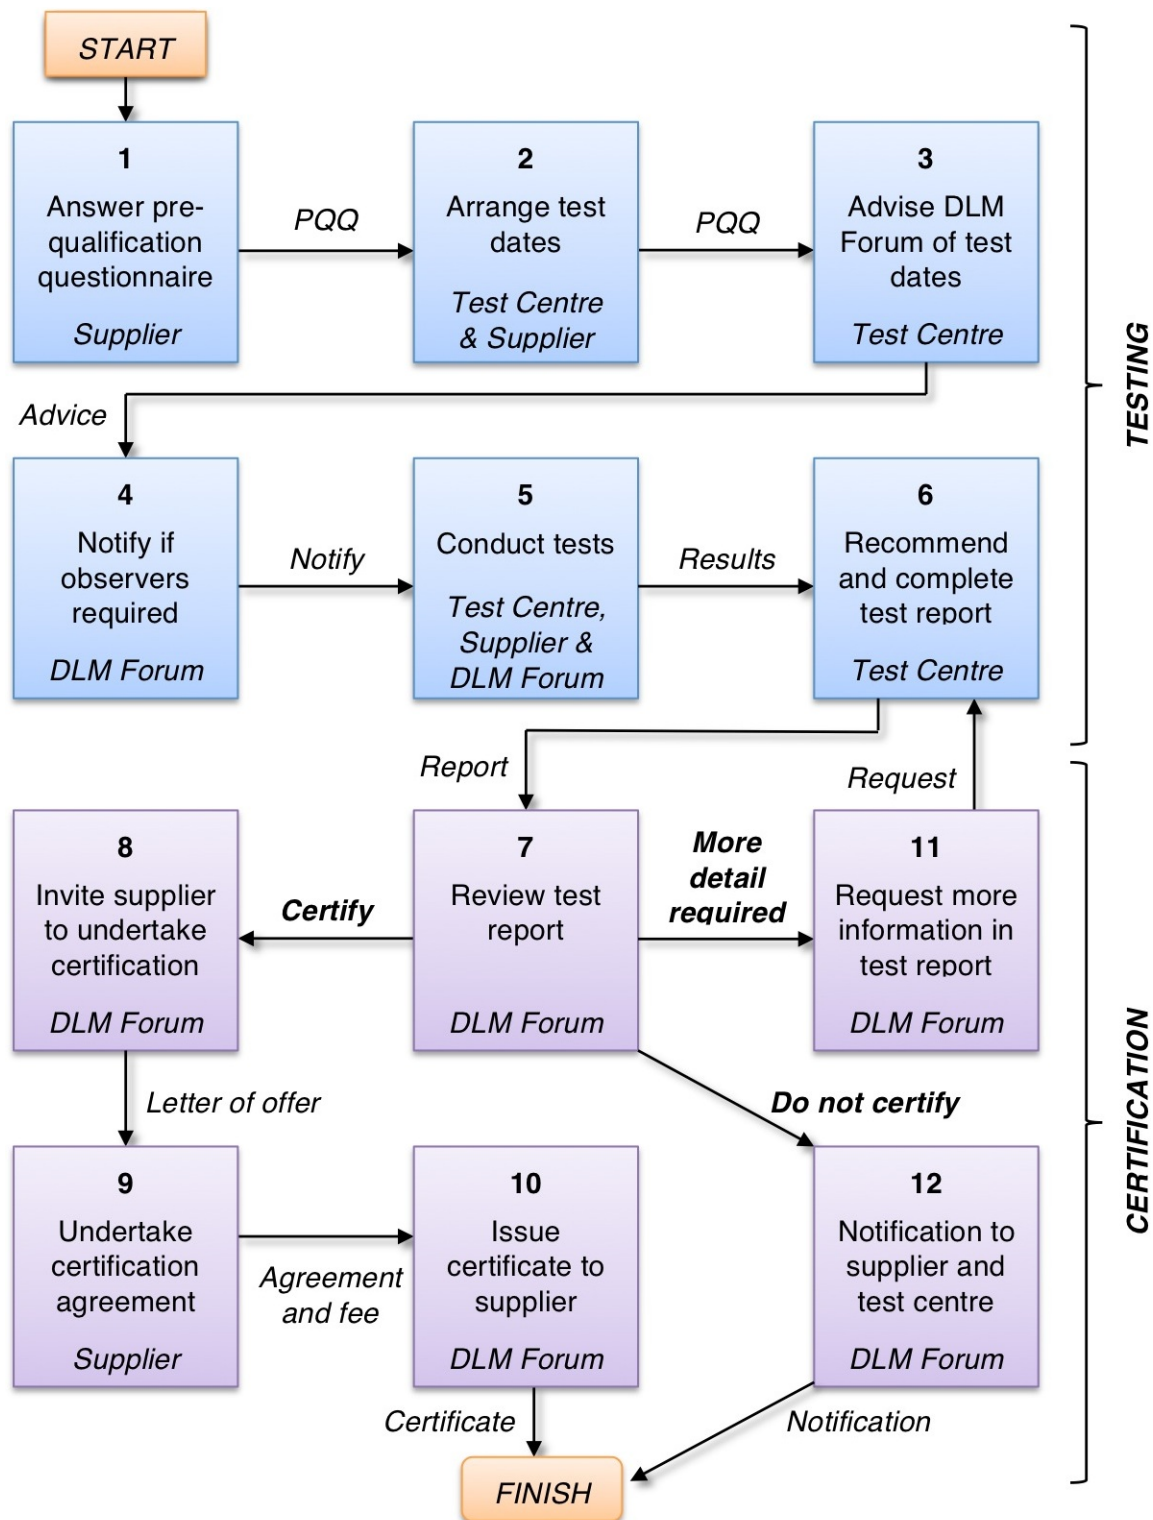 START
1
Answer pre-
qualification
questionnaire
Supplier
PQQ
2
Arrange test
dates
Test Centre
& Supplier
PQQ
3
Advise DLM
Forum of test
dates
Test Centre
TESTING
Advice
4
Notify if
observers
required
DLM Forum
Notify
5
Conduct tests
Test Centre,
Supplier &
DLM Forum
Results
6
Recommend
and complete
test report
Test Centre
Report
Request
8
Invite supplier
to undertake
certification
DLM Forum
Certify
7
Review test
report
DLM Forum
More
detail
required
11
Request more
information in
test report
DLM Forum
CERTIFICATION
Letter of offer
Do not certify
9
Undertake
certification
agreement
Supplier
Agreement
and fee
10
Issue
certificate to
supplier
DLM Forum
12
Notification to
supplier and
test centre
DLM Forum
Certificate
Notification
FINISH